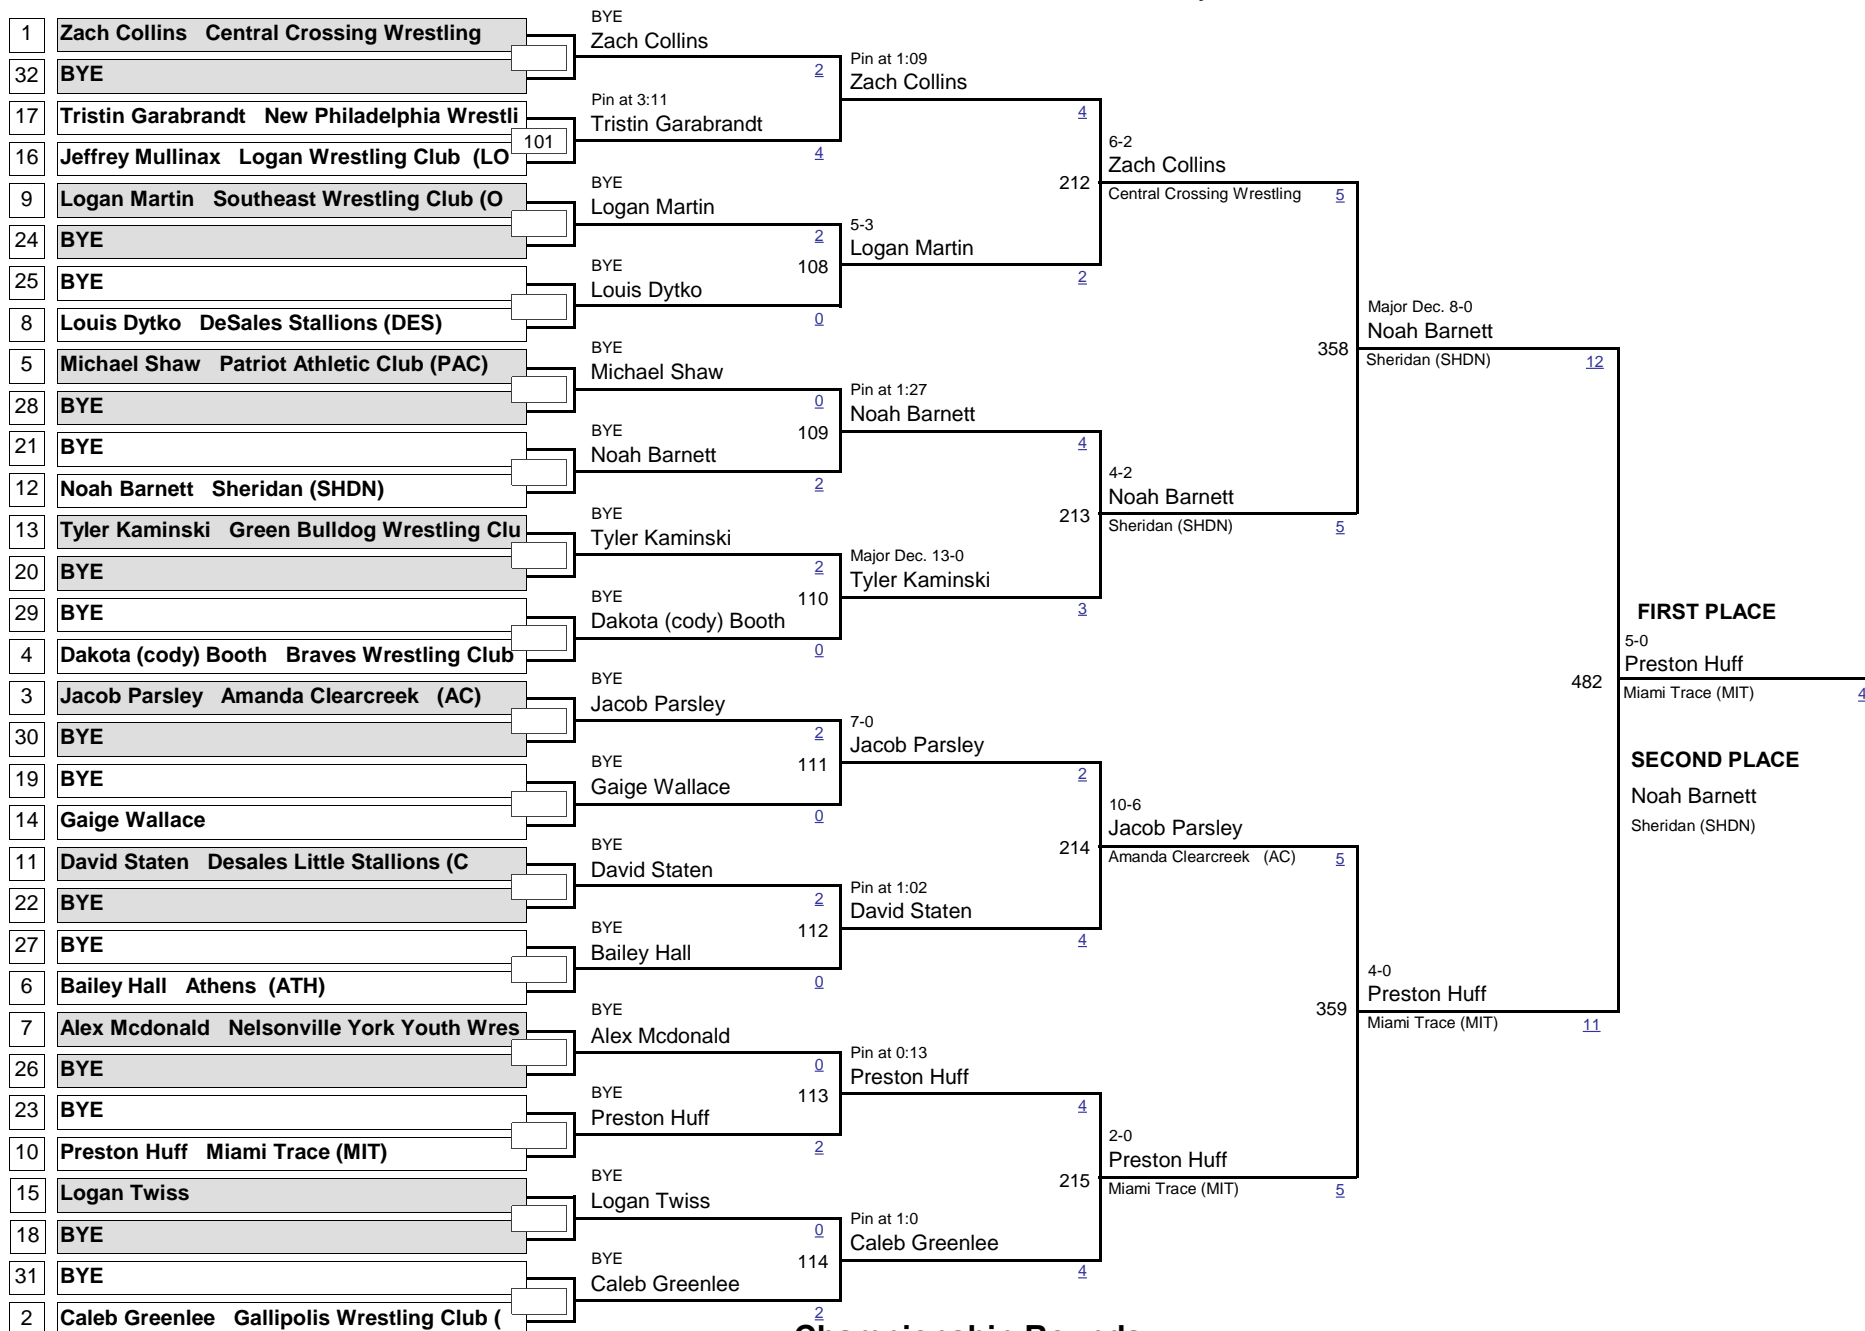 1 Zach Collins Central Crossing Wrestling
32 BYE
17 Tristin Garabrandt New Philadelphia Wrestli
101
16 Jeffrey Mullinax Logan Wrestling Club (LO
9 Logan Martin Southeast Wrestling Club (O
24 BYE
25 BYE
8 Louis Dytko DeSales Stallions (DES)
5 Michael Shaw Patriot Athletic Club (PAC)
28 BYE
21 BYE
12 Noah Barnett Sheridan (SHDN)
13 Tyler Kaminski Green Bulldog Wrestling Clu
20 BYE
29 BYE
4 Dakota (cody) Booth Braves Wrestling Club
3 Jacob Parsley Amanda Clearcreek (AC)
30 BYE
19 BYE
14 Gaige Wallace
11 David Staten Desales Little Stallions (C
22 BYE
27 BYE
6 Bailey Hall Athens (ATH)
7 Alex Mcdonald Nelsonville York Youth Wres
26 BYE
23 BYE
10 Preston Huff Miami Trace (MIT)
15 Logan Twiss
18 BYE
31 BYE
2 Caleb Greenlee Gallipolis Wrestling Club (
BYE
Zach Collins
2
Pin at 3:11
Tristin Garabrandt
4
BYE
Logan Martin
2
BYE
108
Louis Dytko
0
BYE
Michael Shaw
0
BYE
109
Noah Barnett
2
BYE
Tyler Kaminski
2
BYE
110
Dakota (cody) Booth
0
BYE
Jacob Parsley
2
BYE
111
Gaige Wallace
0
BYE
David Staten
2
BYE
112
Bailey Hall
0
BYE
Alex Mcdonald
0
BYE
113
Preston Huff
2
BYE
Logan Twiss
0
BYE
114
Caleb Greenlee
2
Pin at 1:09
Zach Collins
4
212
5-3
Logan Martin
2
Pin at 1:27
Noah Barnett
4
213
Major Dec. 13-0
Tyler Kaminski
3
7-0
Jacob Parsley
2
214
Pin at 1:02
David Staten
4
Pin at 0:13
Preston Huff
4
215
Pin at 1:0
Caleb Greenlee
4
6-2
Zach Collins
Central Crossing Wrestling 5
358
4-2
Noah Barnett
Sheridan (SHDN) 5
10-6
Jacob Parsley
Amanda Clearcreek (AC) 5
359
2-0
Preston Huff
Miami Trace (MIT) 5
Major Dec. 8-0
Noah Barnett
Sheridan (SHDN) 12
482
4-0
Preston Huff
Miami Trace (MIT) 11
FIRST PLACE
5-0
Preston Huff
Miami Trace (MIT) 4
SECOND PLACE
Noah Barnett
Sheridan (SHDN)
Championship Rounds